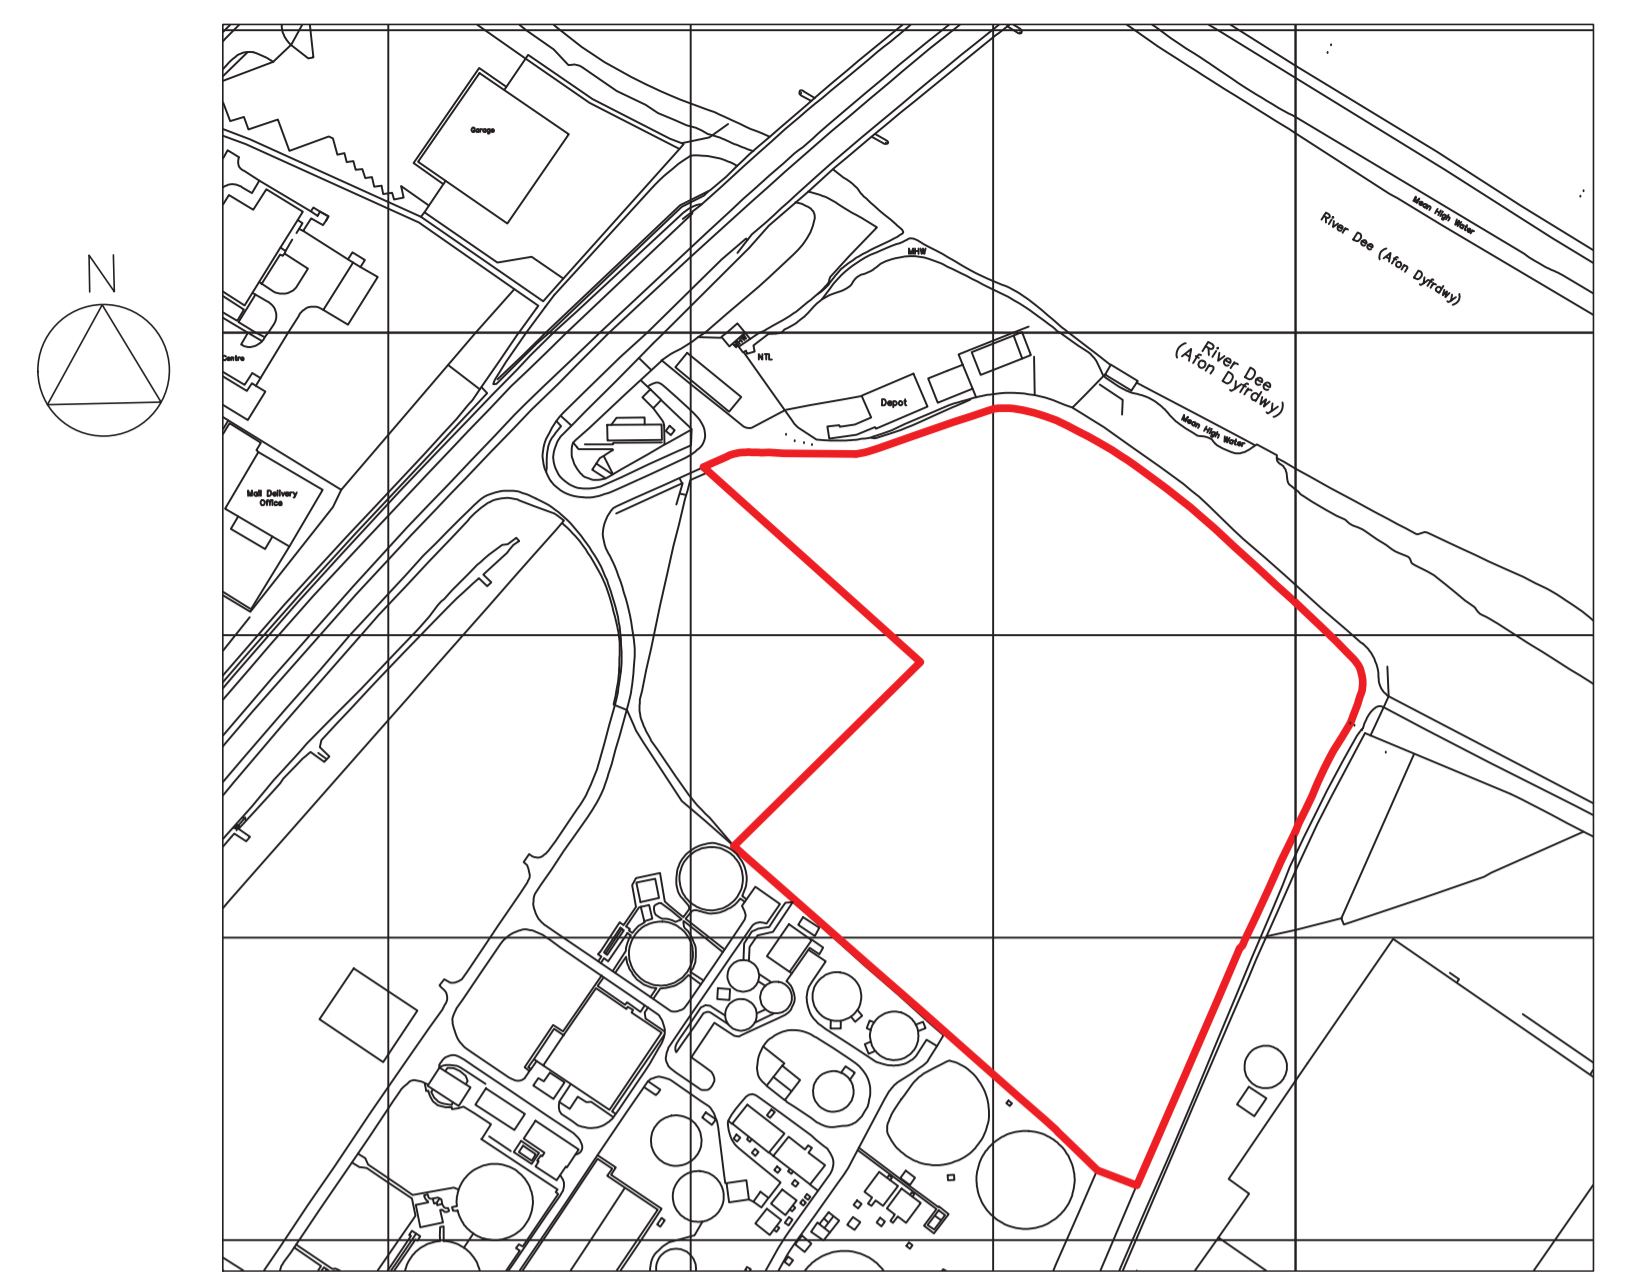 Garage
Mean High Water
River Dee (Afon Dyfrdwy)
N
MHW
NTL
Centre
River Dee
(Afon Dyfrdwy)
Depot
Mean High Water
Mail Delivery
Office